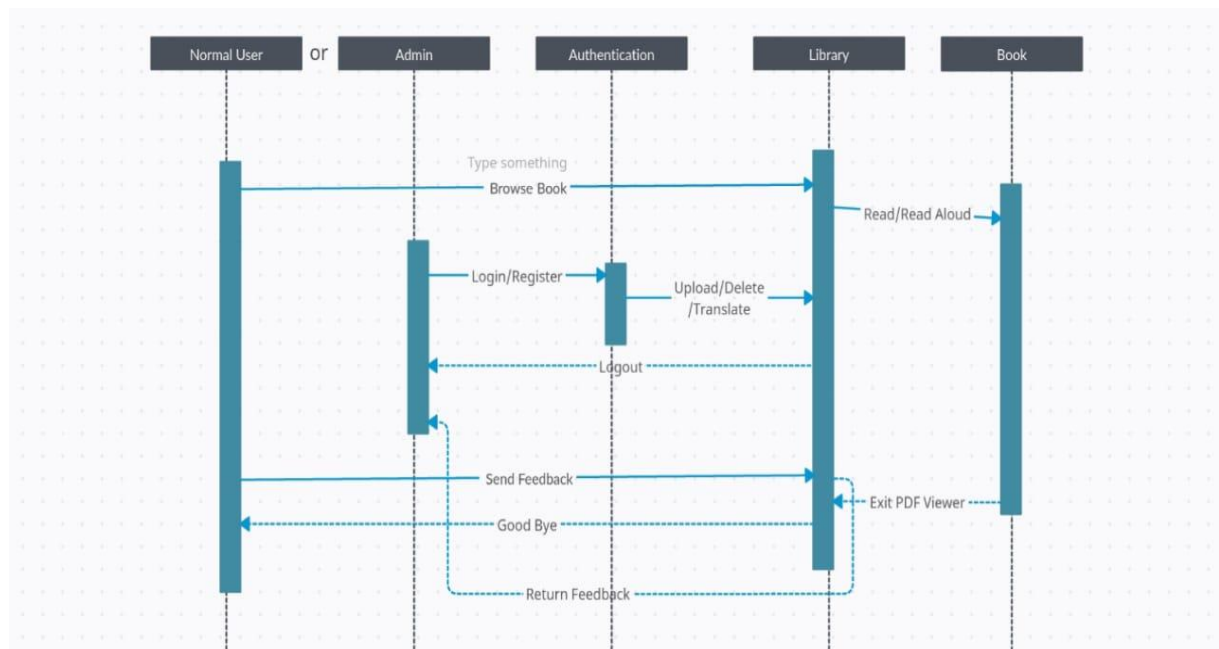 Normal User or Admin Authentication Library Book
Type something
Browse Book
Read/Read Aloud
Login/Register
Upload/Delete
/Translate
Logout
Send Feedback
Exit PDF Viewer
Good Bye
Return Feedback